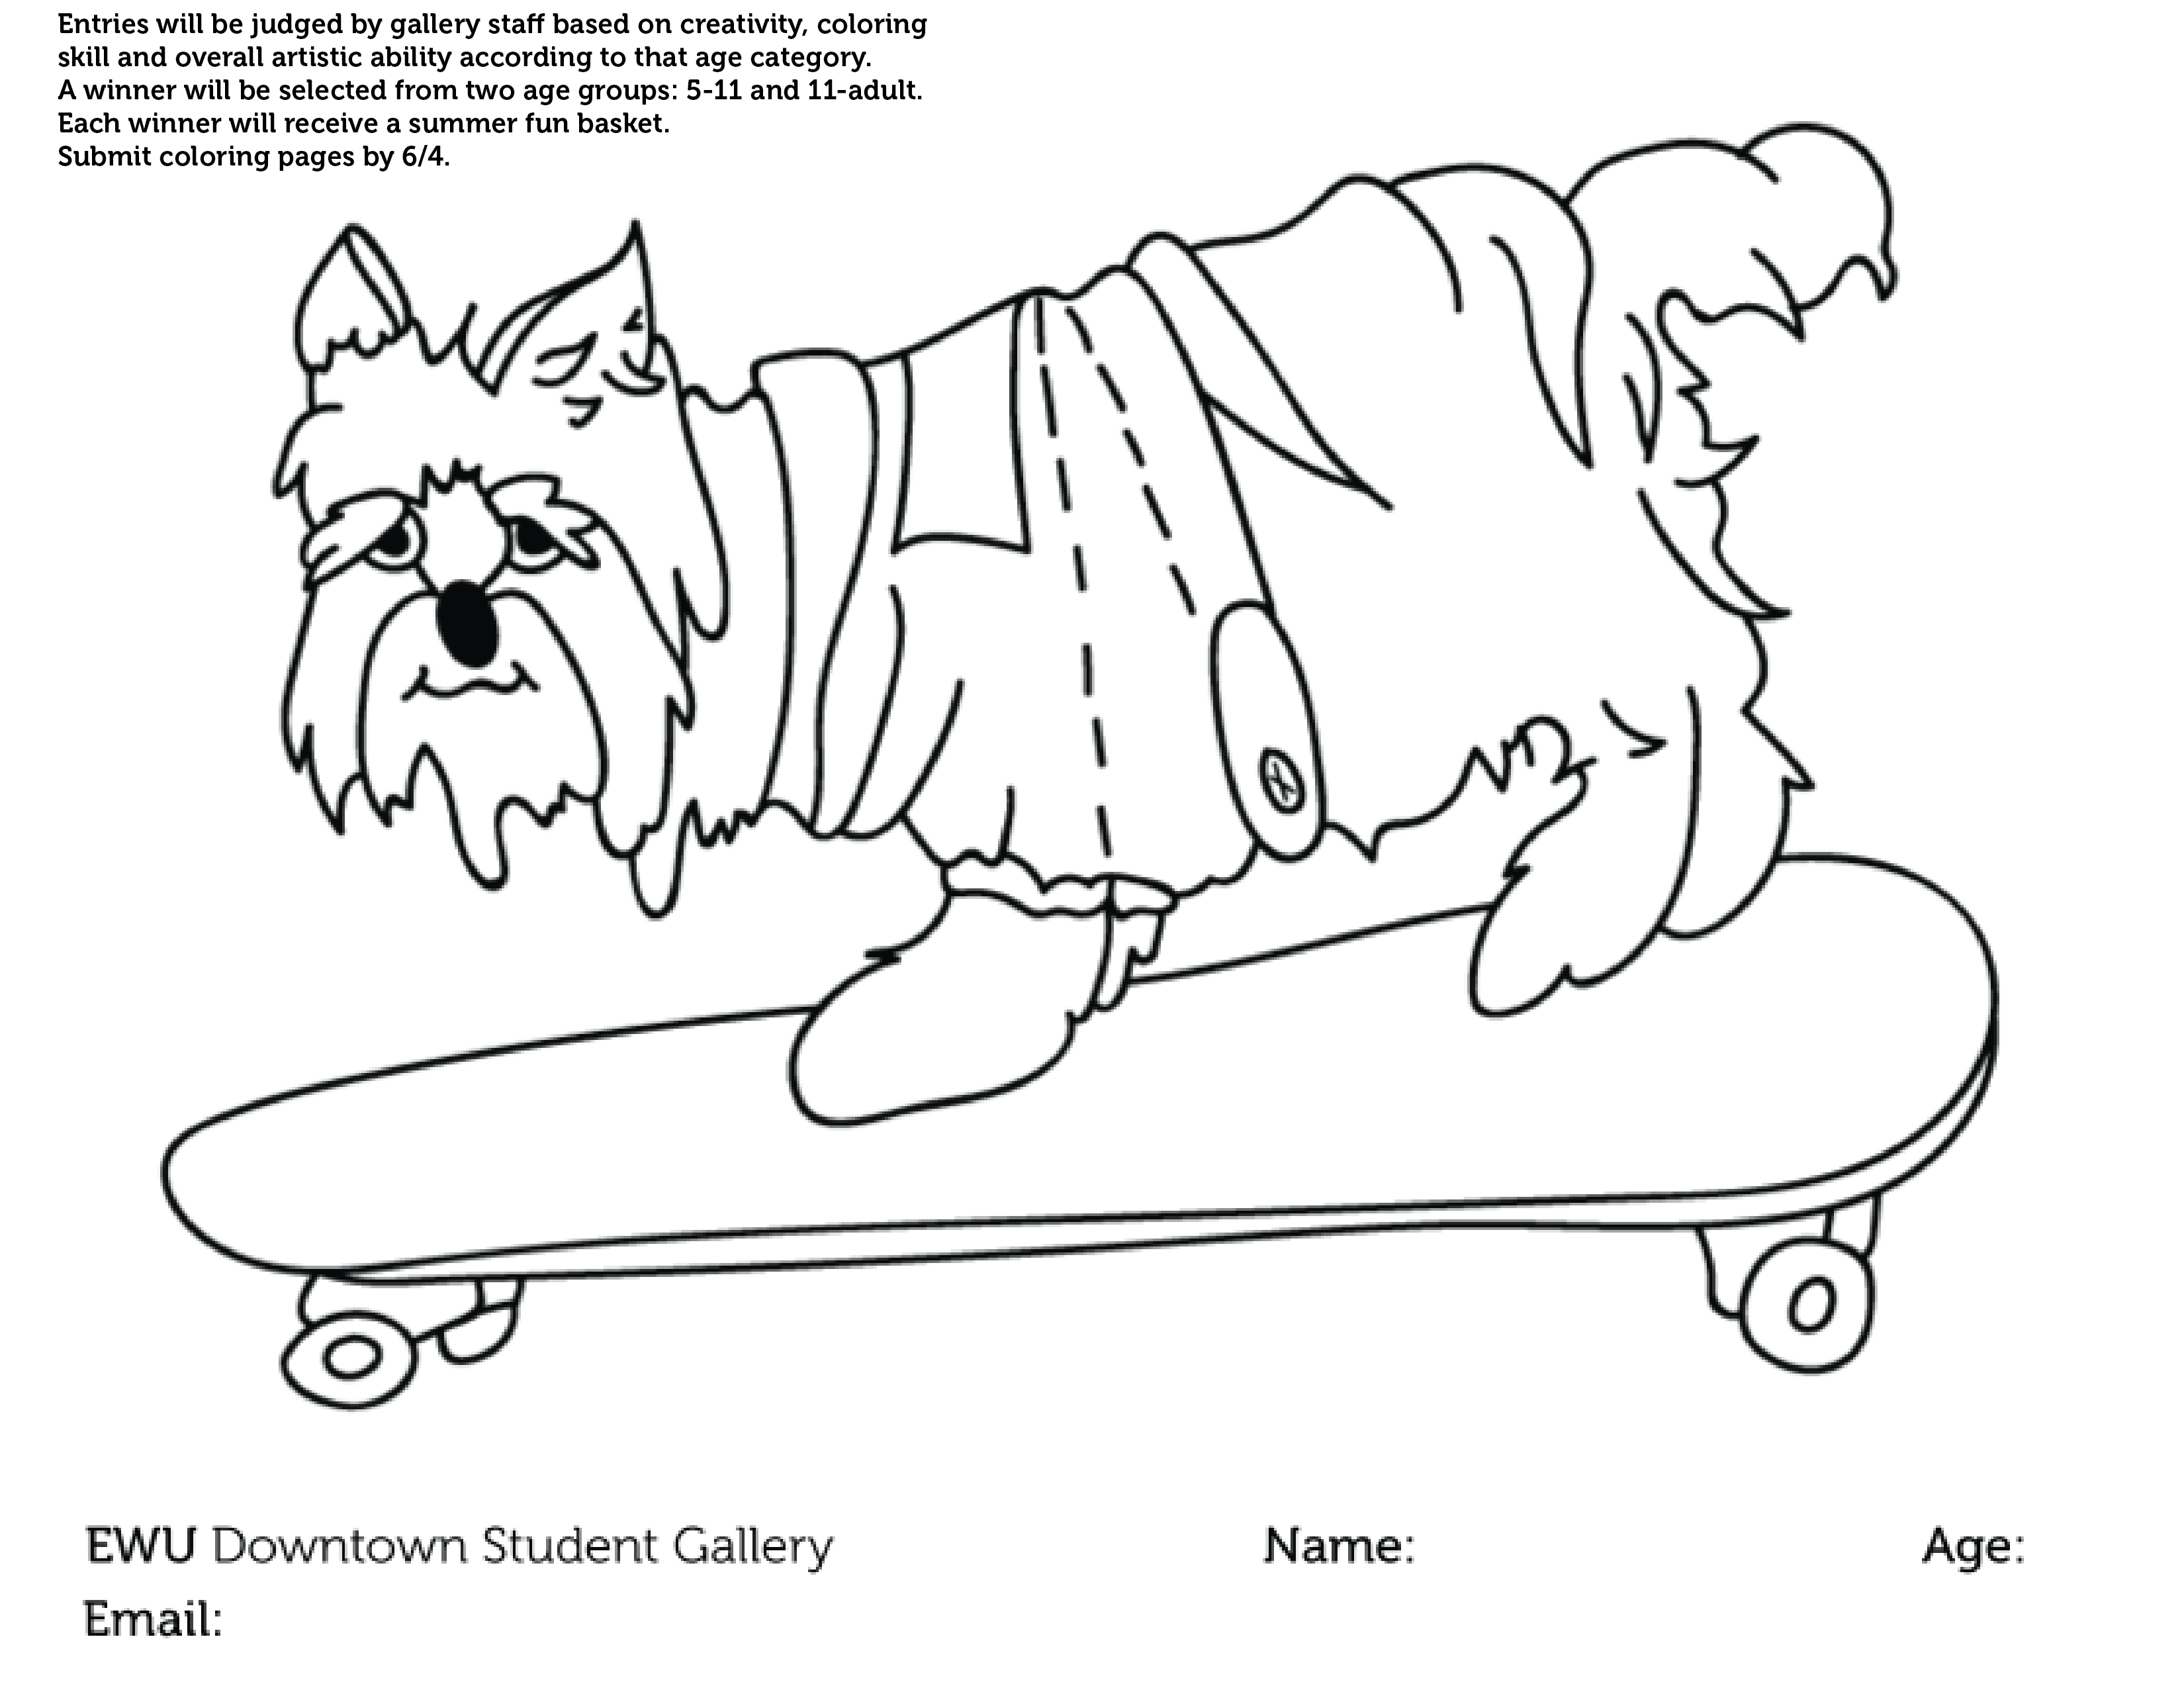 Entries will be judged by gallery staff based on creativity, coloring
skill and overall artistic ability according to that age category.
A winner will be selected from two age groups: 5-11 and 11-adult.
Each winner will receive a summer fun basket.
Submit coloring pages by 6/4.
EWU Downtown Student Gallery Name: Age:
Email: